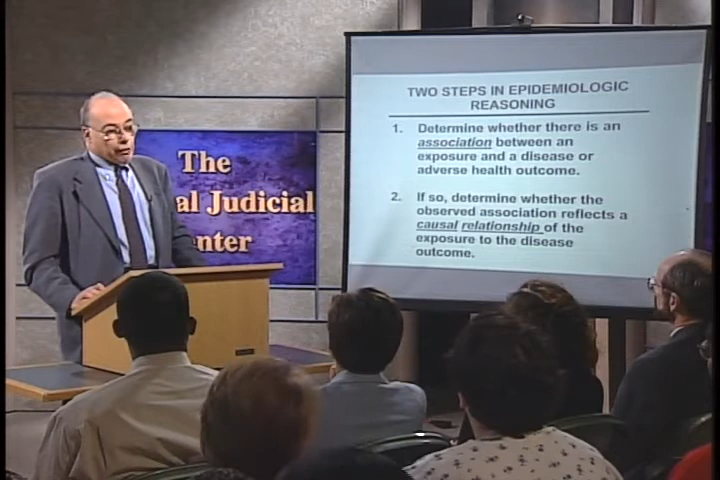 The
al Judicial
nter
TWO STEPS IN EPIDEMIOLOGIC
REASONING
1. Determine whether there is an
association between an
exposure and a disease or
adverse health outcome.
2. If so, determine whether the
observed association reflects a
causal relationship of the
exposure to the disease
outcome.